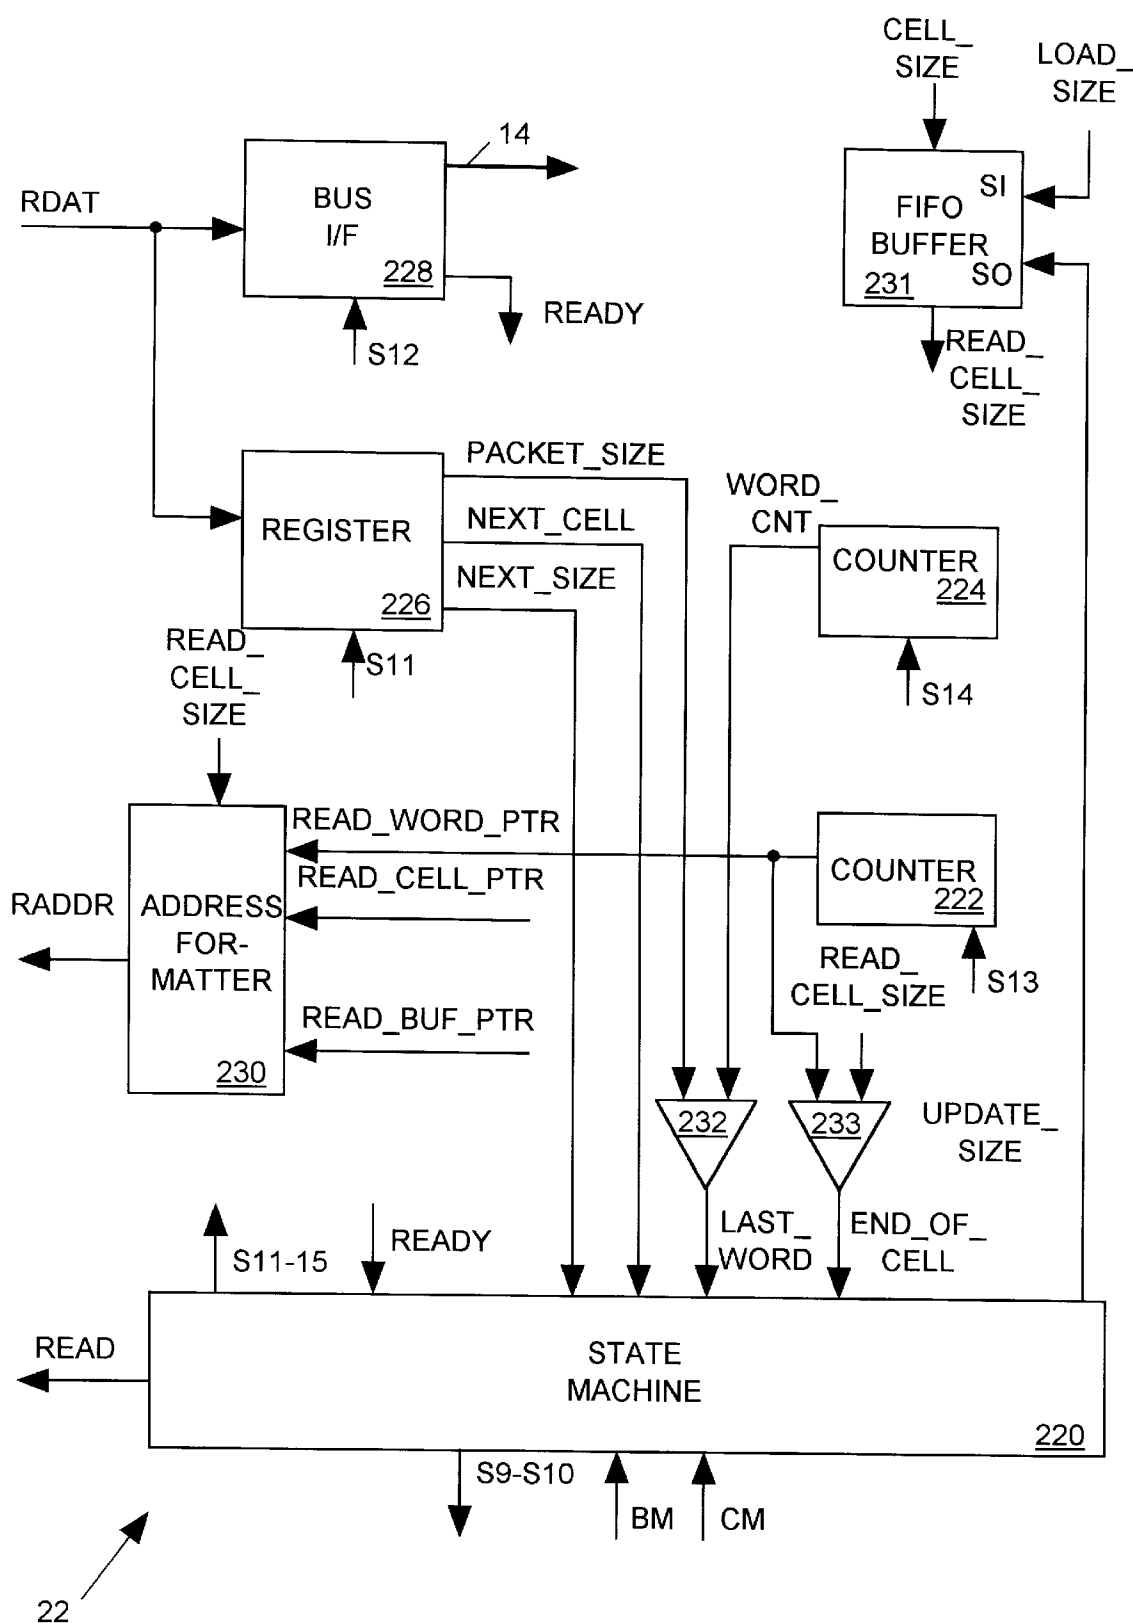 CELL_
SIZE
LOAD_
SIZE
14
RDAT
BUS
I/F
228
READY
S12
SI
FIFO
BUFFER
SO
231
READ_
CELL_
SIZE
PACKET_SIZE
NEXT_CELL
NEXT_SIZE
REGISTER
226
S11
WORD_
CNT
COUNTER
224
S14
READ_
CELL_
SIZE
READ_WORD_PTR
READ_CELL_PTR
READ_BUF_PTR
RADDR
ADDRESS
FOR-
MATTER
230
COUNTER
222
S13
READ_
CELL_SIZE
232
233
UPDATE_
SIZE
LAST_
WORD
END_OF_
CELL
S11-15
READY
READ
STATE
MACHINE
220
S9-S10
BM
CM
22